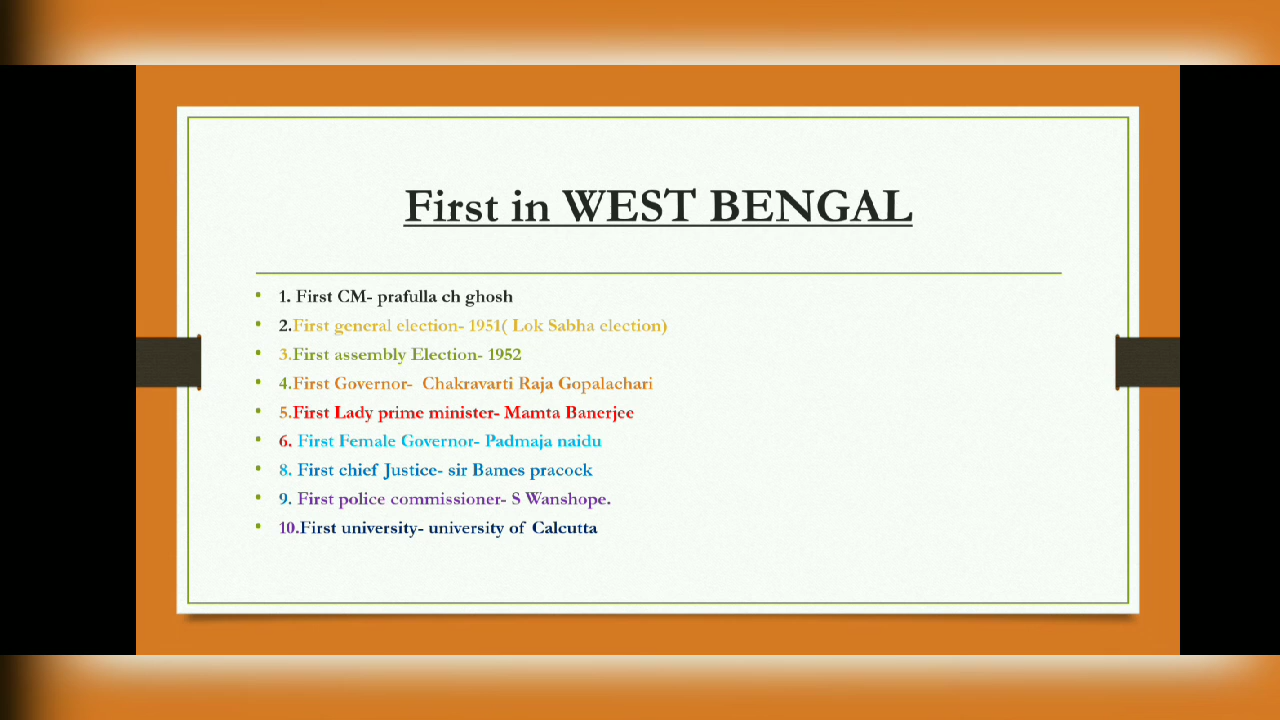 First in WEST BENGAL
• 1. First CM- prafulla ch ghosh
• 2.First general election- 1951( Lok Sabha election)
• 3.First assembly Election- 1952
• 4.First Governor- Chakravarti Raja Gopalachari
• 5.First Lady prime minister- Mamta Banerjee
• 6. First Female Governor- Padmaja naidu
• 8. First chief Justice- sir Bames pracock
• 9. First police commissioner- S Wanshope.
• 10.First university- university of Calcutta